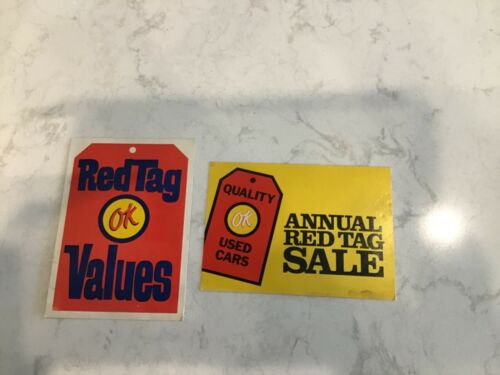 Red Tag
OK
Values
QUALITY
OK
USED
CARS
ANNUAL
RED TAG
SALE